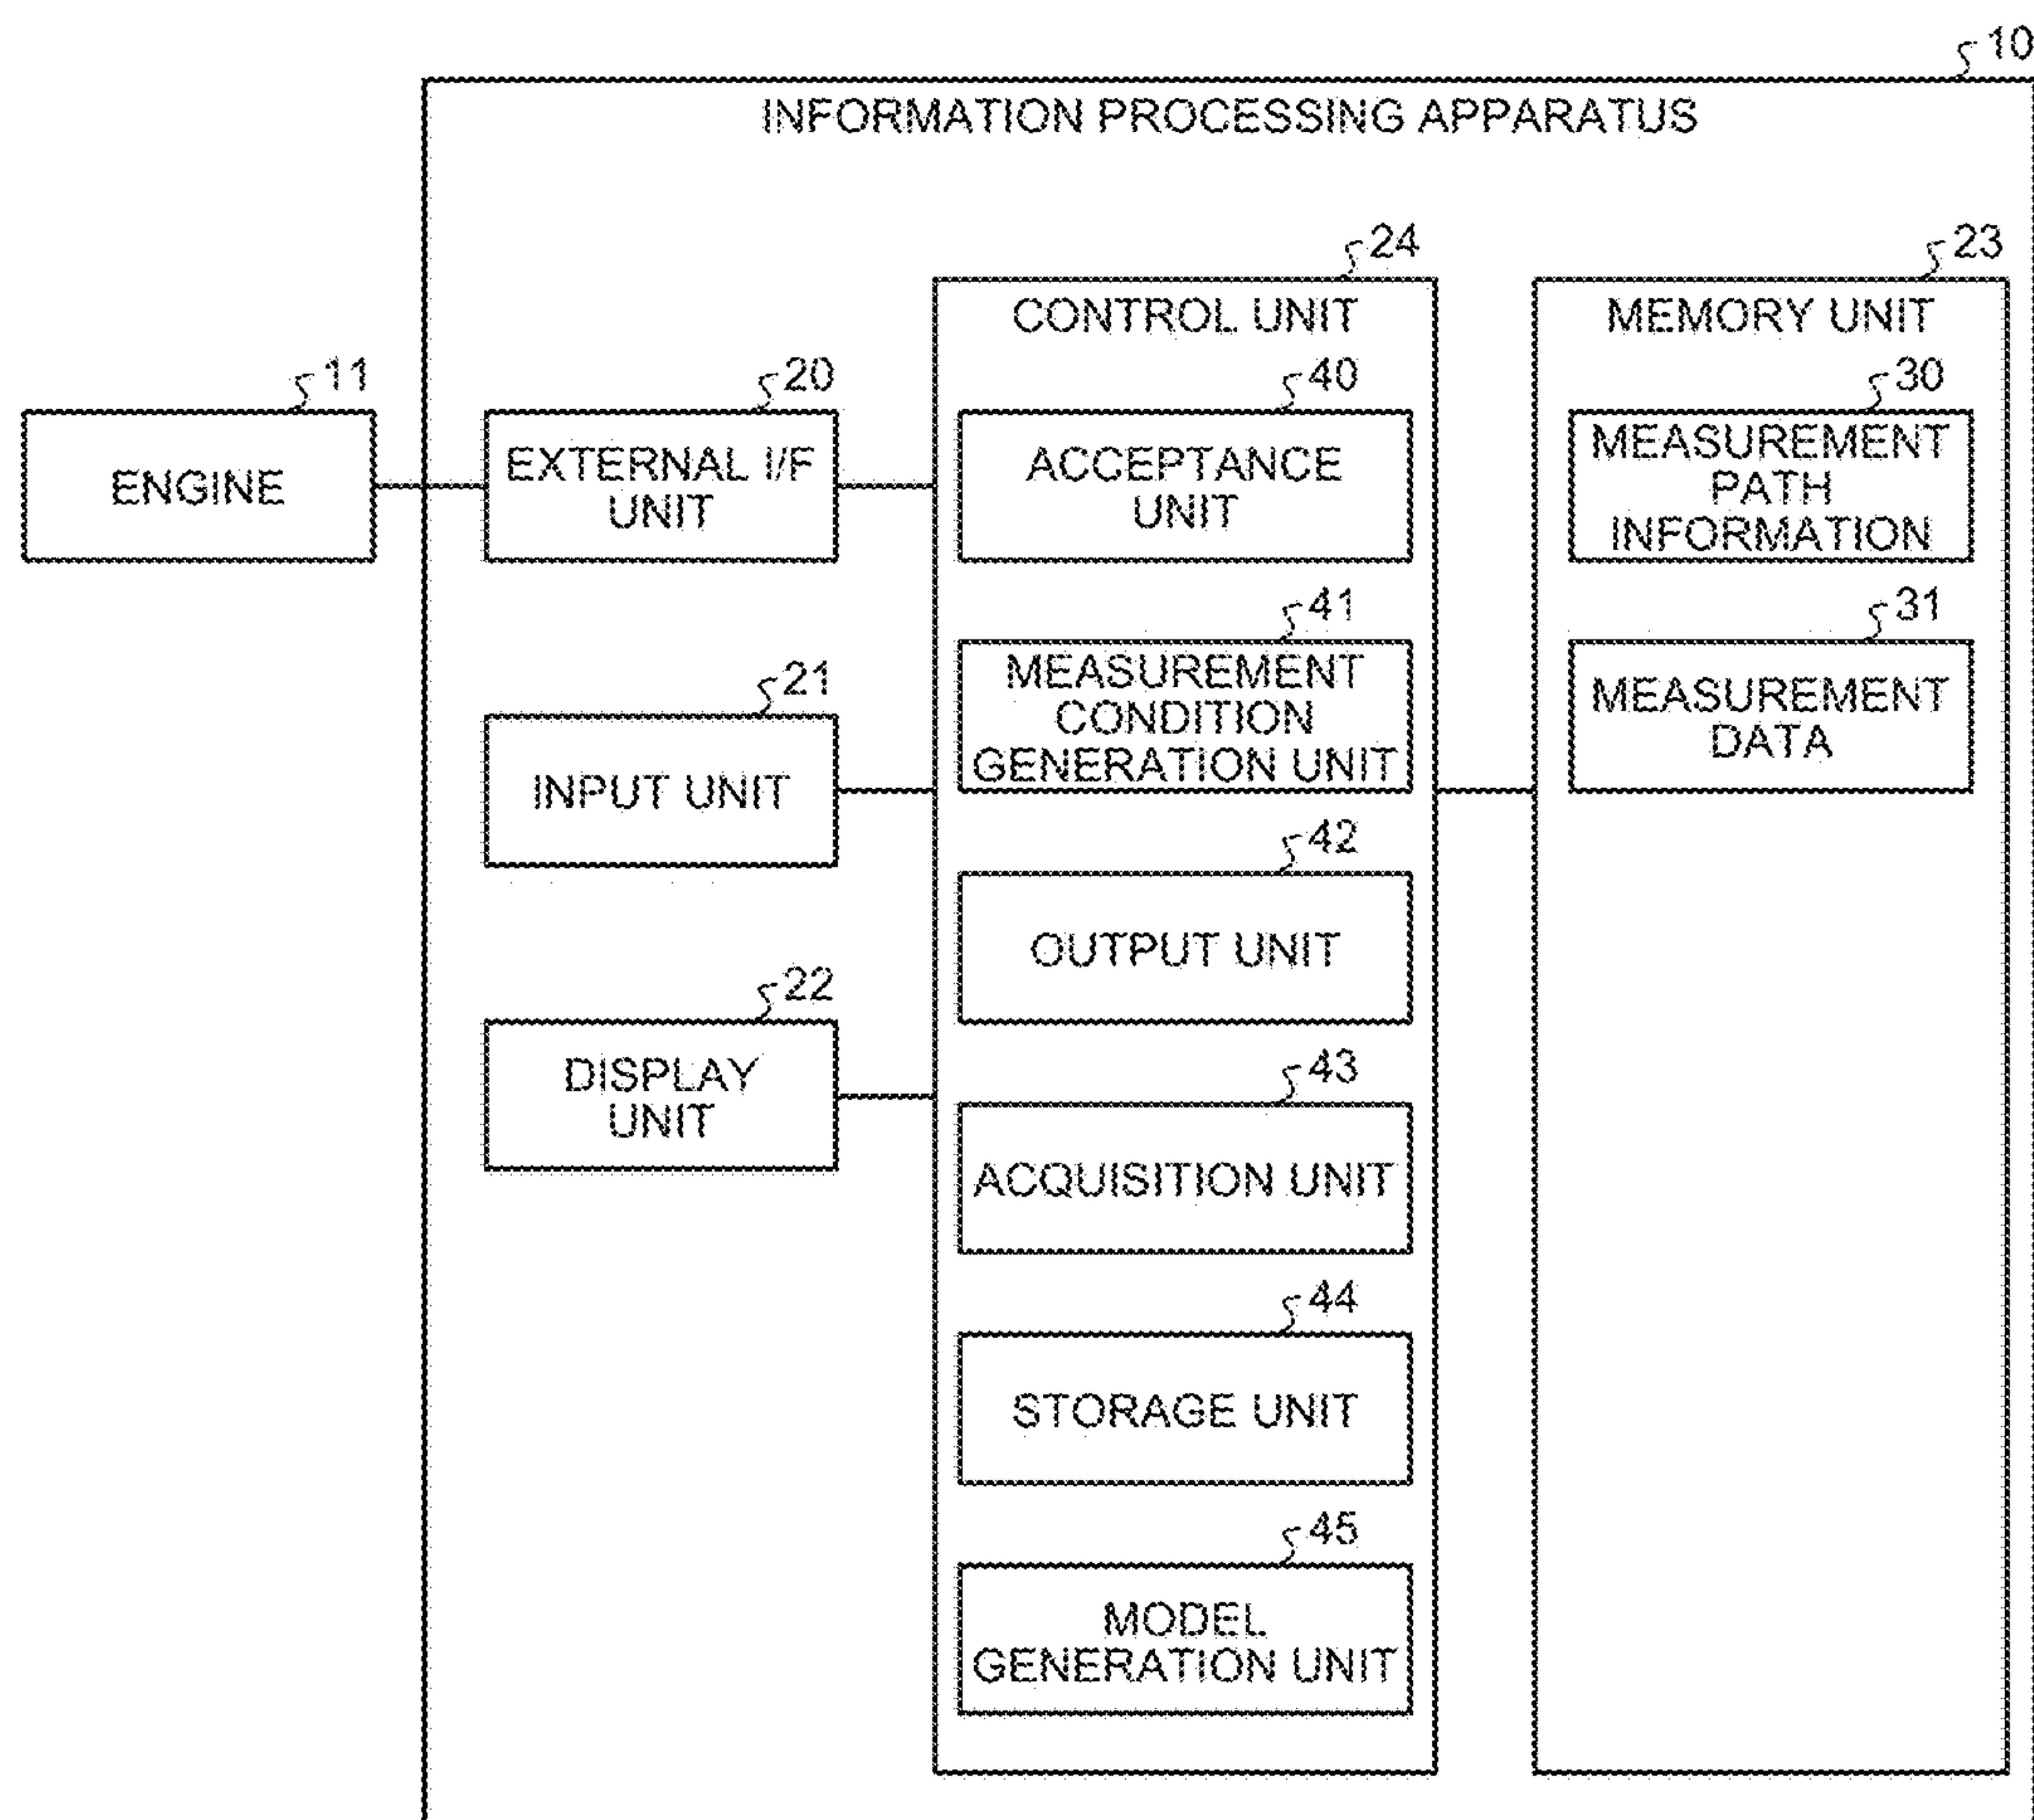 10
INFORMATION PROCESSING APPARATUS
24
CONTROL UNIT
23
MEMORY UNIT
11
ENGINE
20
EXTERNAL I/F
UNIT
40
ACCEPTANCE
UNIT
30
MEASUREMENT
PATH
INFORMATION
41
MEASUREMENT
CONDITION
GENERATION UNIT
31
MEASUREMENT
DATA
21
INPUT UNIT
42
OUTPUT UNIT
22
DISPLAY
UNIT
43
ACQUISITION UNIT
44
STORAGE UNIT
45
MODEL
GENERATION UNIT